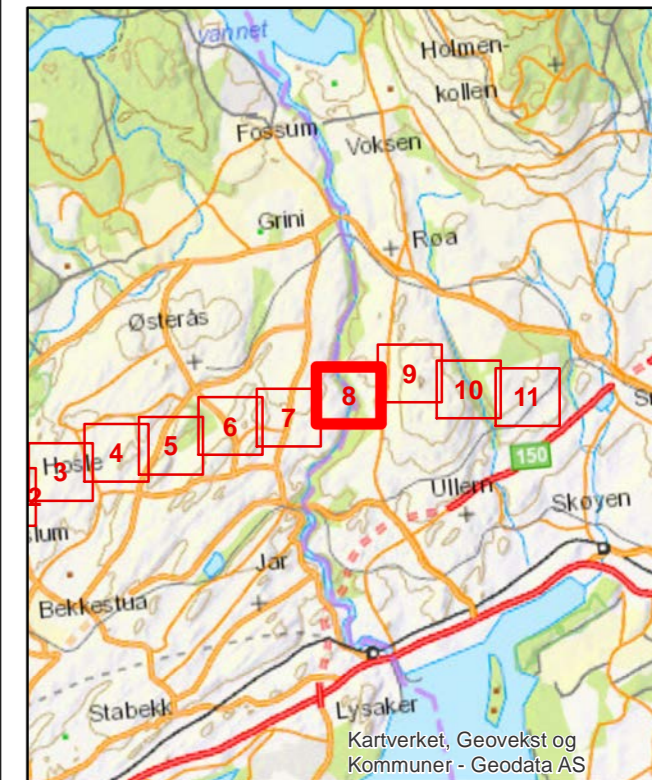 vannet
Holmen-
kollen
Fossum
Voksen
Grini
Røa
Østerås
9
8
10
11
7
6
5
4
3
Hosle
2
150
Ullern
Skøyen
slum
Jar
Bekkestua
Stabekk
Lysaker
Kartverket, Geovekst og
Kommuner - Geodata AS